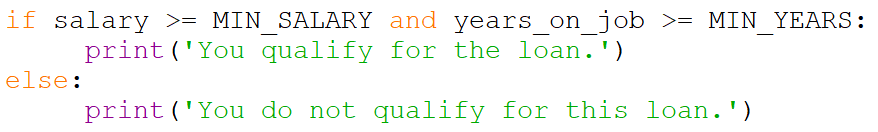 if salary >= MIN_SALARY and years_on_job >= MIN_YEARS:
    print('You qualify for the loan.')
else:
    print('You do not qualify for this loan.')